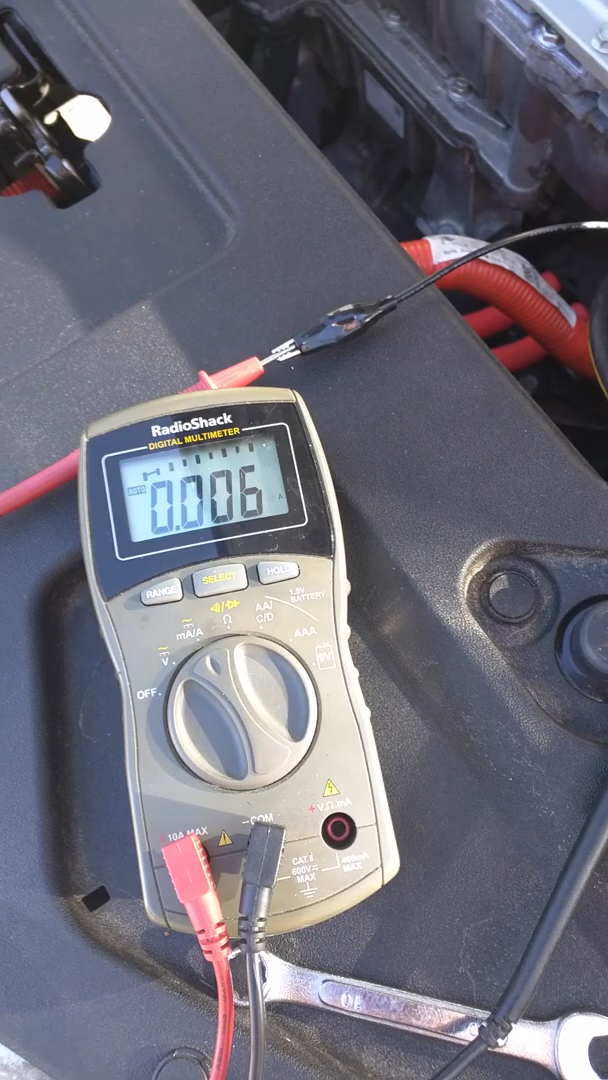 RadioShack
DIGITAL MULTIMETER
AUTO
0.006
A
RANGE
SELECT
HOLD
1.5V
BATTERY
mA/A
Ω
AA/
C/D
AAA
V
9V
OFF
+ 10A MAX
−COM
+ V.Ω.mA
CAT.II
600V
MAX
400mA
MAX
10